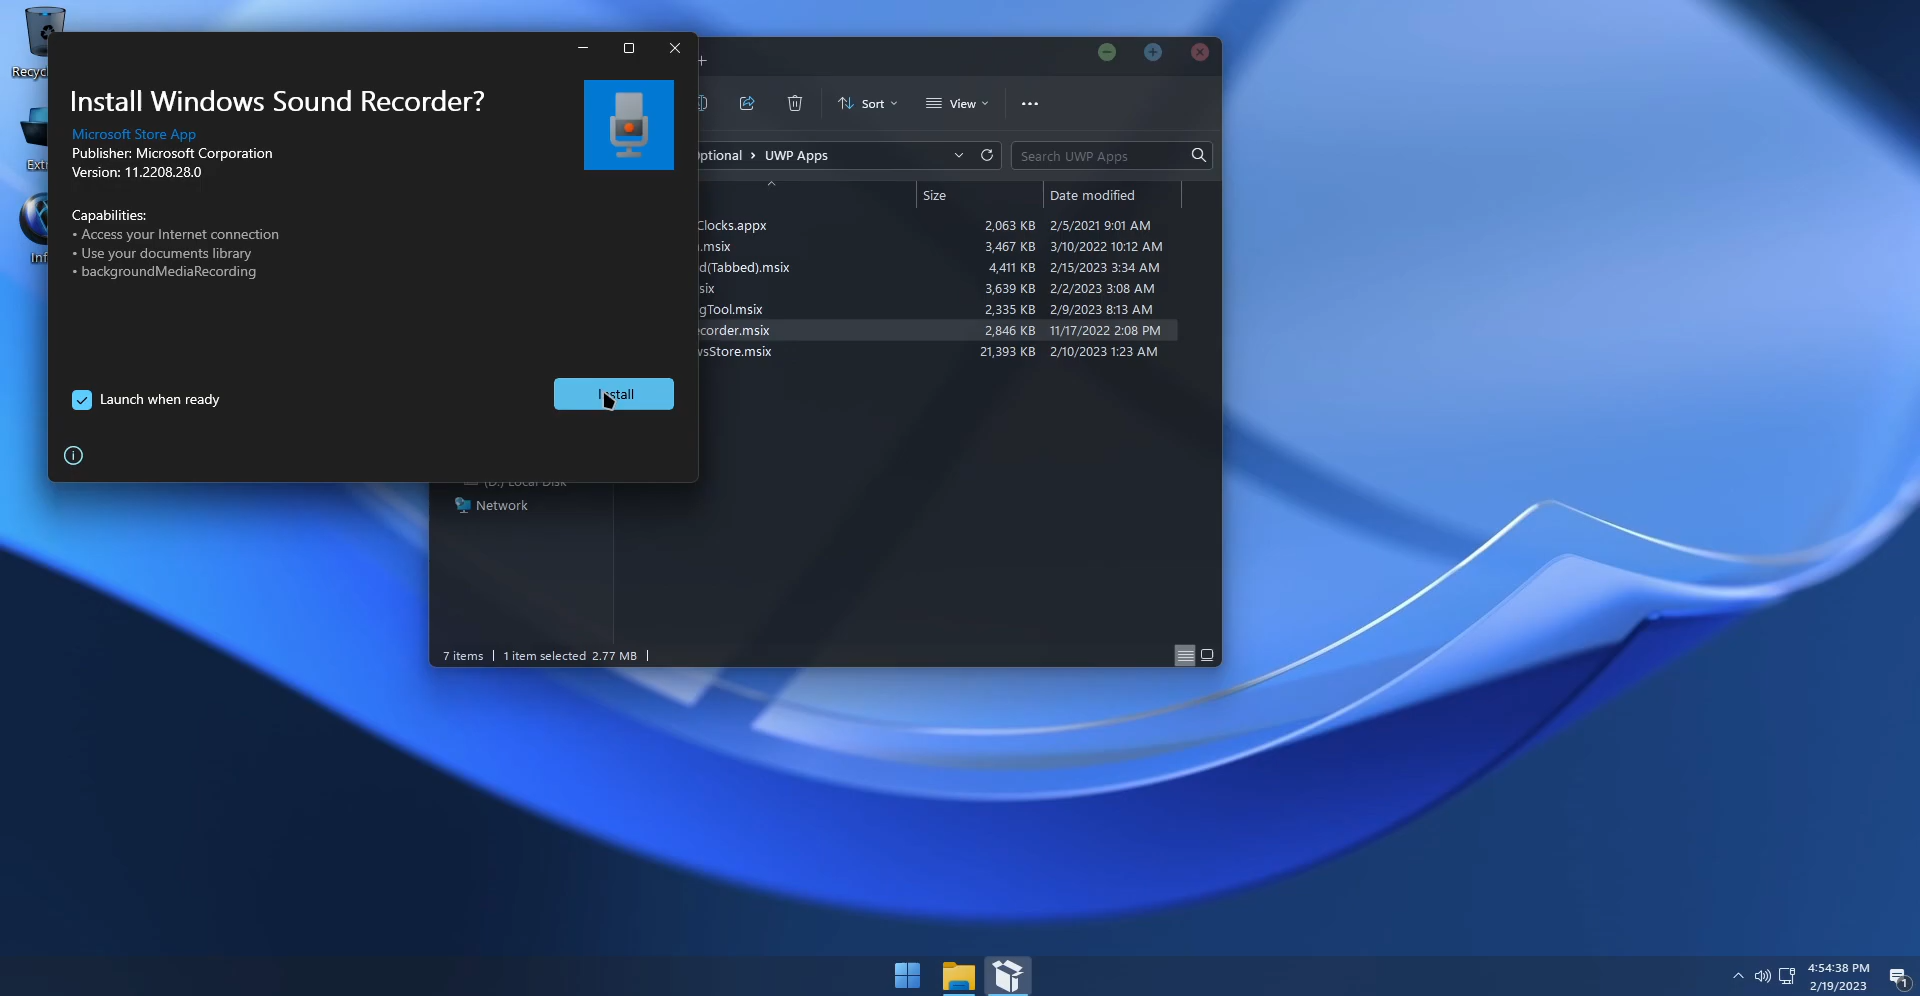 Install Windows Sound Recorder?
Microsoft Store App
Publisher: Microsoft Corporation
Version: 11.2208.28.0
Capabilities:
• Access your Internet connection
• Use your documents library
• backgroundMediaRecording
Launch when ready
Install
Sort
View
UWP Apps
Search UWP Apps
Size
Date modified
Clocks.appx 2,063 KB 2/5/2021 9:01 AM
.msix 3,467 KB 3/10/2022 10:12 AM
d(Tabbed).msix 4,411 KB 2/15/2023 3:34 AM
six 3,639 KB 2/2/2023 3:08 AM
gTool.msix 2,335 KB 2/9/2023 8:13 AM
ecorder.msix 2,846 KB 11/17/2022 2:08 PM
wsStore.msix 21,393 KB 2/10/2023 1:23 AM
(D:) Local Disk
Network
7 items
1 item selected 2.77 MB
4:54:38 PM
2/19/2023
1